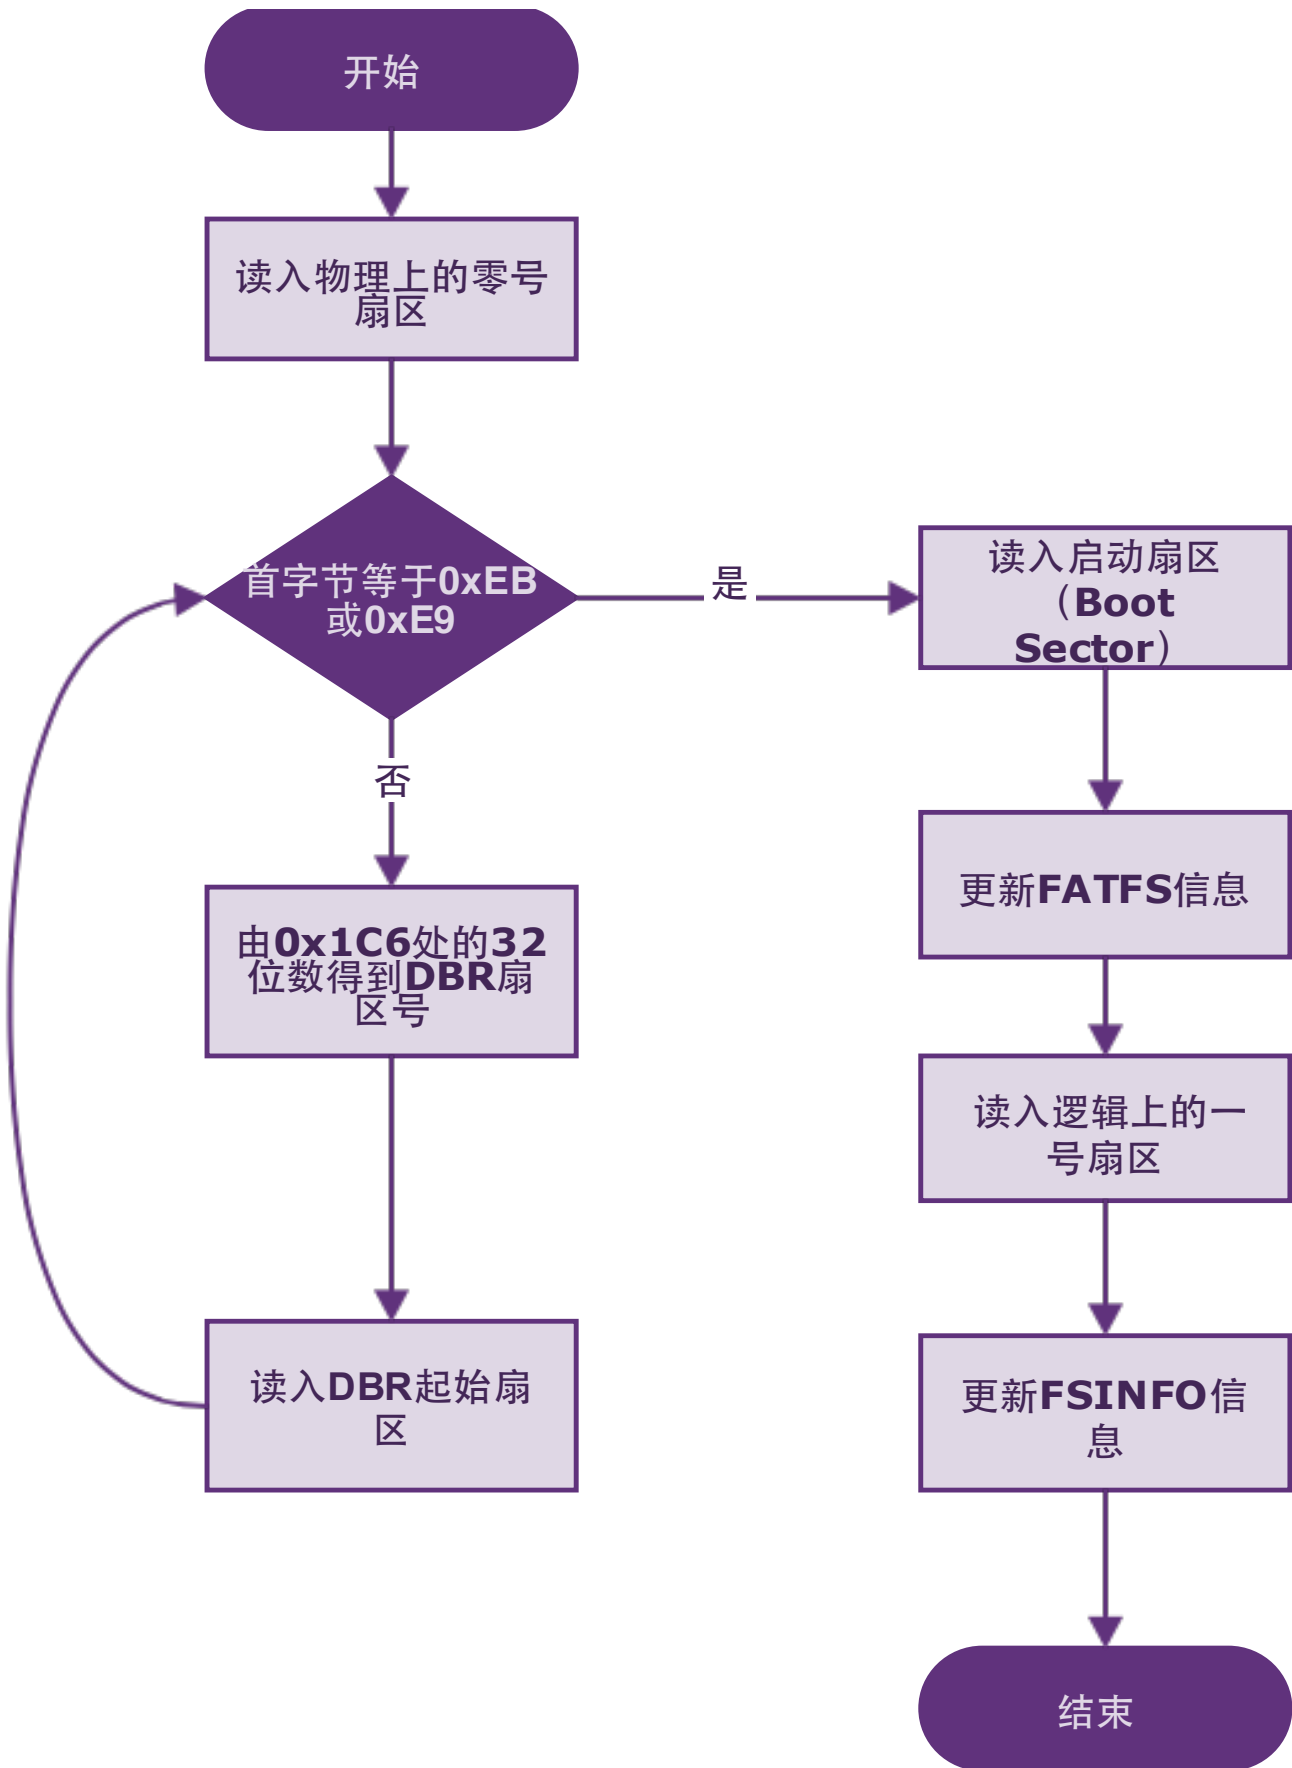 开始
读入物理上的零号
扇区
首字节等于0xEB
或0xE9
是
否
由0x1C6处的32
位数得到DBR扇
区号
读入DBR起始扇
区
读入启动扇区
（Boot
Sector）
更新FATFS信息
读入逻辑上的一
号扇区
更新FSINFO信
息
结束